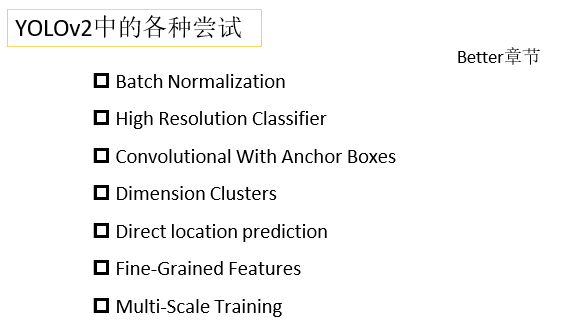 YOLOv2中的各种尝试
Better章节
Batch Normalization
High Resolution Classifier
Convolutional With Anchor Boxes
Dimension Clusters
Direct location prediction
Fine-Grained Features
Multi-Scale Training